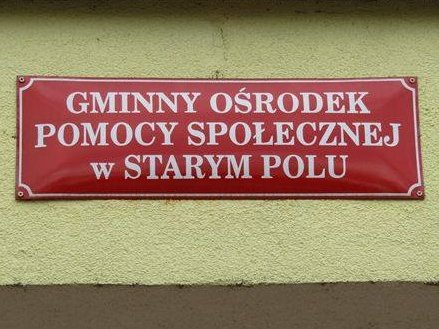 GMINNY OŚRODEK
POMOCY SPOŁECZNEJ
w STARYM POLU